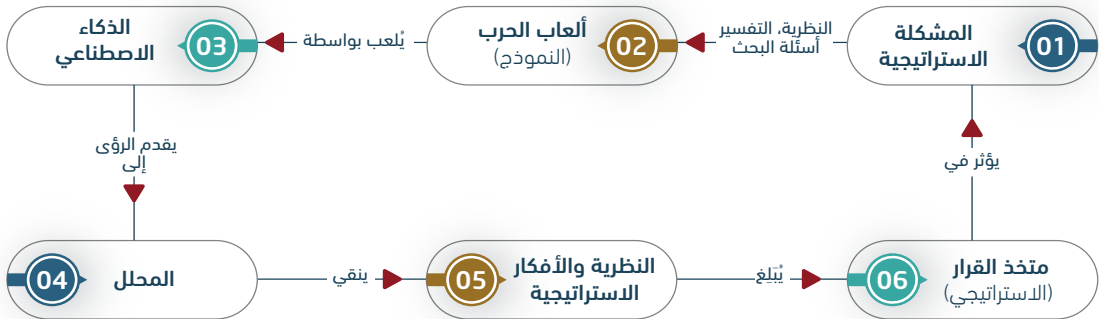 01
المشكلة
الاستراتيجية
النظرية، التفسير
أسئلة البحث
02
ألعاب الحرب
(النموذج)
يُلعب بواسطة
03
الذكاء
الاصطناعي
يقدم الرؤى
إلى
04
المحلل
ينقي
05
النظرية والأفكار
الاستراتيجية
يُبَلِغ
06
متخذ القرار
(الاستراتيجي)
يؤثر في